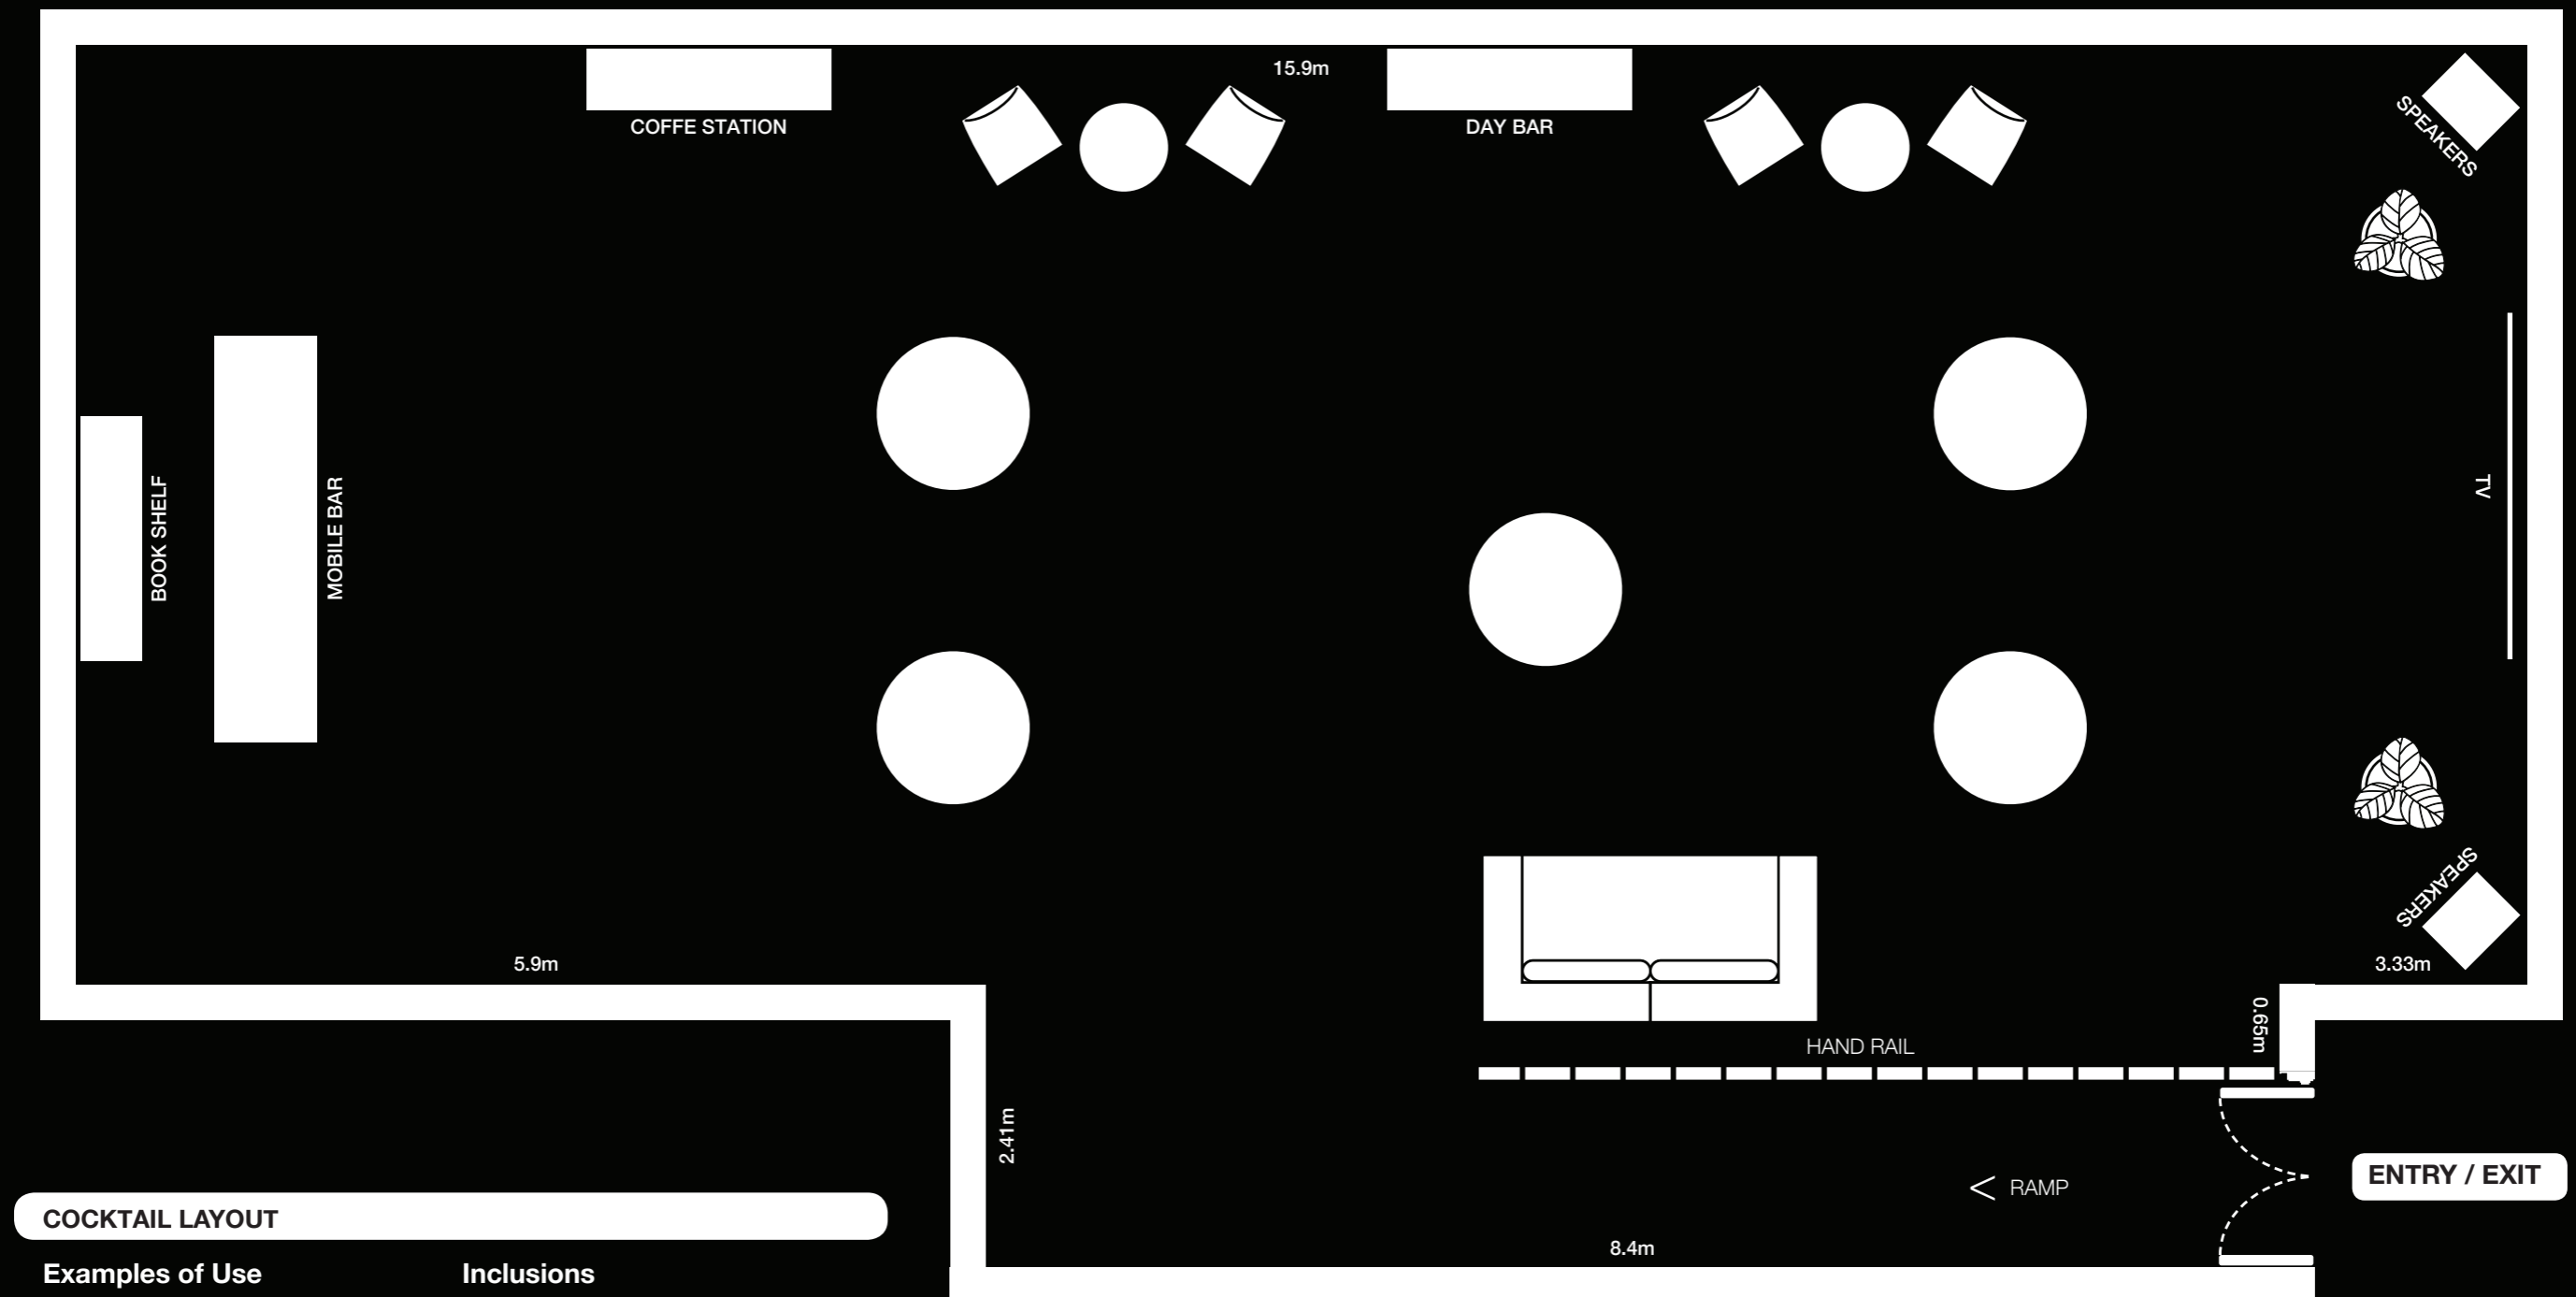 15.9m
COFFE STATION
DAY BAR
SPEAKERS
BOOK SHELF
MOBILE BAR
TV
SPEAKERS
5.9m
3.33m
0.65m
HAND RAIL
2.41m
ENTRY / EXIT
< RAMP
COCKTAIL LAYOUT
8.4m
Examples of Use
Inclusions